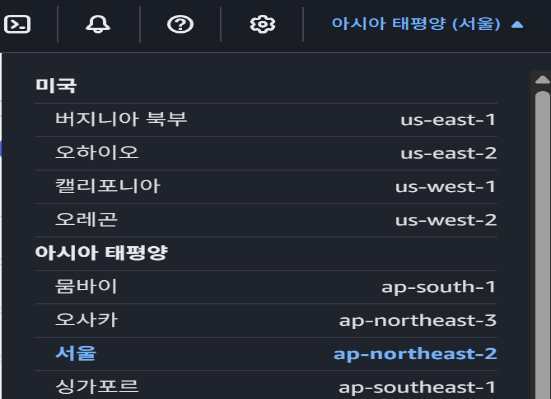 아시아 태평양 (서울) ▲
미국
버지니아 북부 us-east-1
오하이오 us-east-2
캘리포니아 us-west-1
오레곤 us-west-2
아시아 태평양
뭄바이 ap-south-1
오사카 ap-northeast-3
서울 ap-northeast-2
싱가포르 ap-southeast-1